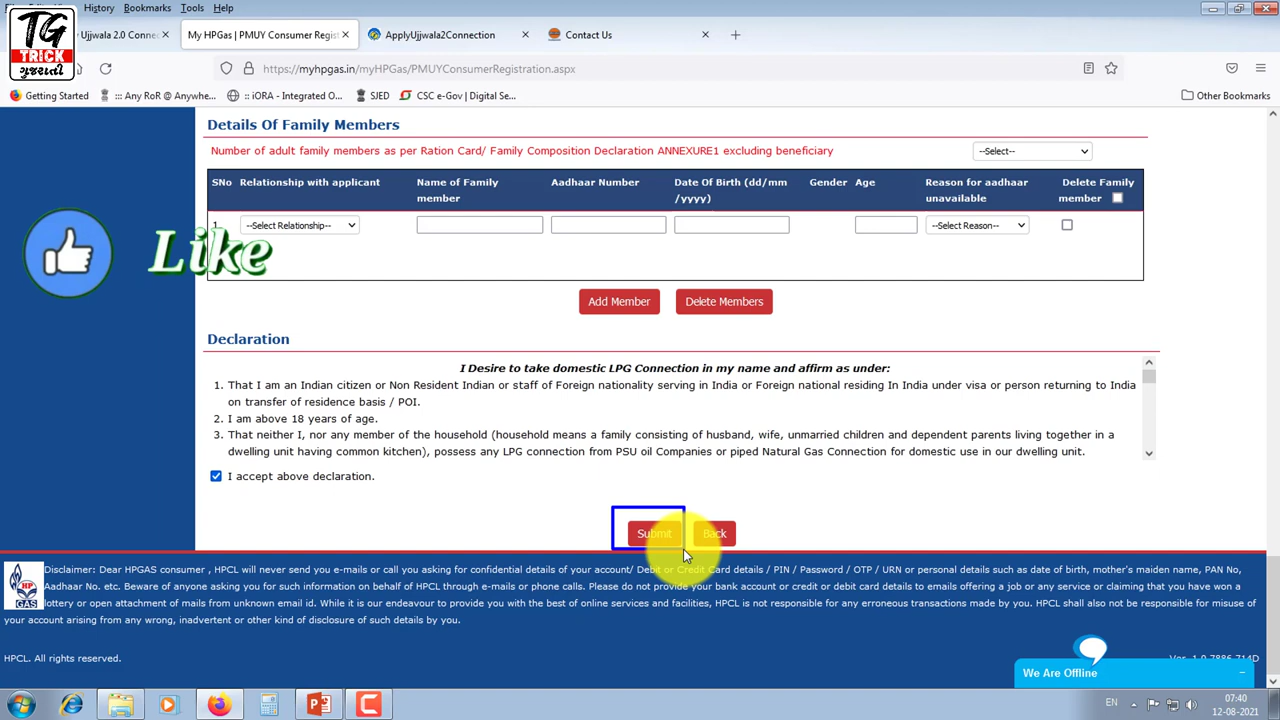 History Bookmarks Tools Help
TG
TRICK
ગુજરાતી
Ujjwala 2.0 Conne
My HPGas | PMUY Consumer Regist
ApplyUjjwala2Connection
Contact Us
https://myhpgas.in/myHPGas/PMUYConsumerRegistration.aspx
Getting Started
::: Any RoR @ Anywhe...
:: iORA - Integrated O...
SJED
CSC e-Gov | Digital Se...
Other Bookmarks
Details Of Family Members
Number of adult family members as per Ration Card/ Family Composition Declaration ANNEXURE1 excluding beneficiary
--Select--
SNo Relationship with applicant Name of Family member Aadhaar Number Date Of Birth (dd/mm /yyyy) Gender Age Reason for aadhaar unavailable Delete Family member
1 --Select Relationship-- --Select Reason--
Like
Add Member Delete Members
Declaration
I Desire to take domestic LPG Connection in my name and affirm as under:
1. That I am an Indian citizen or Non Resident Indian or staff of Foreign nationality serving in India or Foreign national residing In India under visa or person returning to India
on transfer of residence basis / POI.
2. I am above 18 years of age.
3. That neither I, nor any member of the household (household means a family consisting of husband, wife, unmarried children and dependent parents living together in a
dwelling unit having common kitchen), possess any LPG connection from PSU oil Companies or piped Natural Gas Connection for domestic use in our dwelling unit.
I accept above declaration.
Submit Back
HP GAS
Disclaimer: Dear HPGAS consumer , HPCL will never send you e-mails or call you asking for confidential details of your account/ Debit or Credit Card details / PIN / Password / OTP / URN or personal details such as date of birth, mother's maiden name, PAN No,
Aadhaar No. etc. Beware of anyone asking you for such information on behalf of HPCL through e-mails or phone calls. Please do not provide your bank account or credit or debit card details to emails offering a job or any service or claiming that you have won a
lottery or open attachment of mails from unknown email id. While it is our endeavour to provide you with the best of online services and facilities, HPCL is not responsible for any erroneous transactions made by you. HPCL shall also not be responsible for misuse of
your account arising from any wrong, inadvertent or other kind of disclosure of such details by you.
HPCL. All rights reserved.
We Are Offline
EN
07:40
12-08-2021